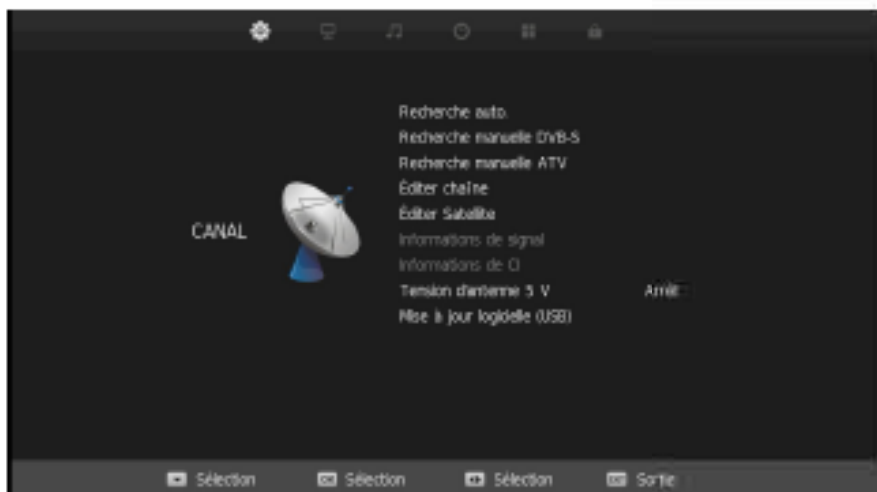 Recherche auto.
Recherche manuelle DVB-S
Recherche manuelle ATV
Éditer chaîne
Éditer Satellite
CANAL
Informations de signal
Informations de CI
Tension d'antenne 5 V Arrêt
Mise à jour logicielle (USB)
Sélection OK Sélection Sélection Sortie